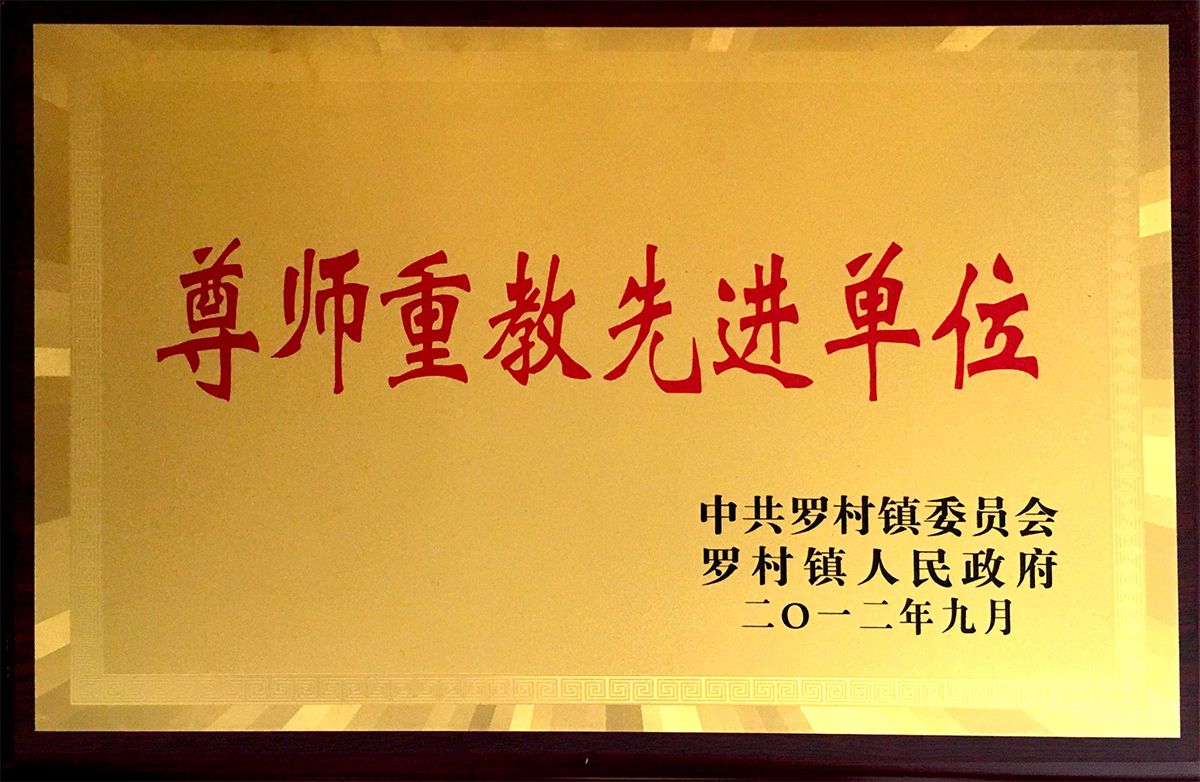 尊师重教先进单位
中共罗村镇委员会
罗村镇人民政府
二〇一二年九月